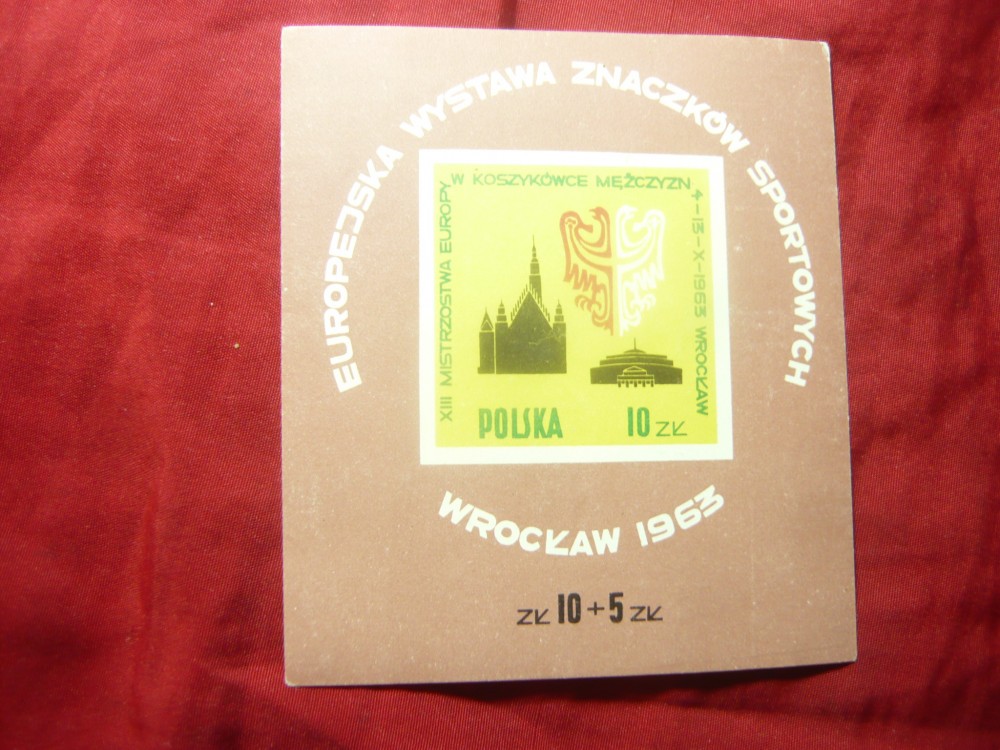 EUROPEJSKA WYSTAWA ZNACZKÓW SPORTOWYCH
XIII MISTRZOSTWA EUROPY
W KOSZYKÓWCE MĘŻCZYZN
4-13-X-1963 WROCŁAW
POLSKA 10 ZŁ
WROCŁAW 1963
ZŁ 10+5 ZŁ